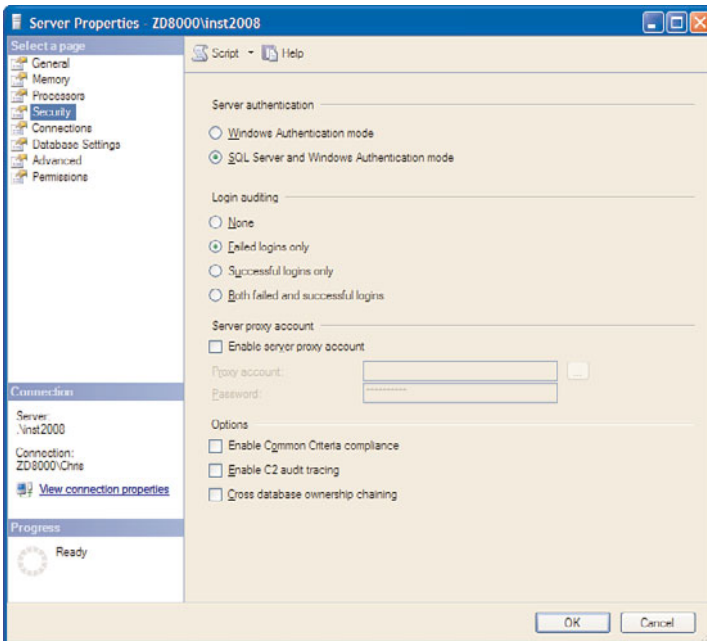 Server Properties - ZD8000\inst2008
Select a page
General
Memory
Processors
Security
Connections
Database Settings
Advanced
Permissions
Script
Help
Server authentication
Windows Authentication mode
SQL Server and Windows Authentication mode
Login auditing
None
Failed logins only
Successful logins only
Both failed and successful logins
Server proxy account
Enable server proxy account
Proxy account:
...
Password:
Options
Enable Common Criteria compliance
Enable C2 audit tracing
Cross database ownership chaining
Connection
Server:
.\inst2008
Connection:
ZD8000\Chris
View connection properties
Progress
Ready
OK
Cancel